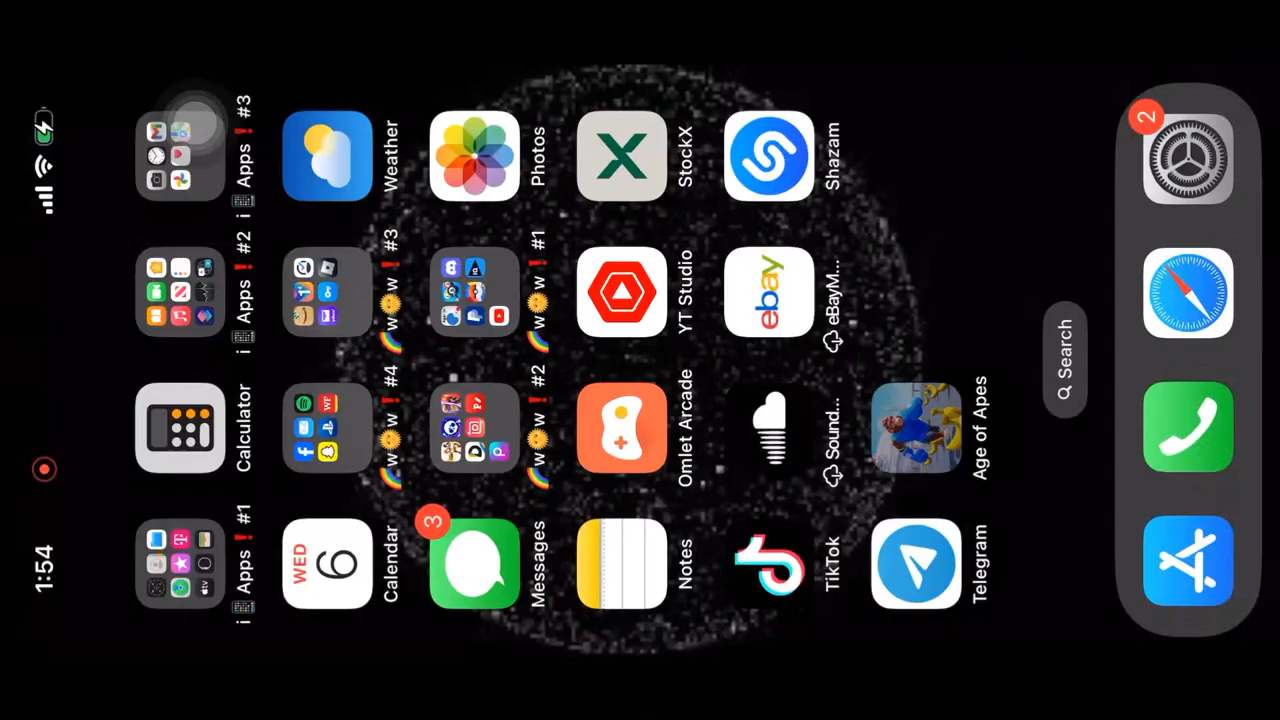 1:54
i📱Apps❗#1
Calculator
i📱Apps❗#2
i📱Apps❗#3
WED
6
Calendar
🌈w🌞w❗#4
🌈w🌞w❗#3
Weather
3
Messages
🌈w🌞w❗#2
🌈w🌞w❗#1
Photos
Notes
Omlet Arcade
YT Studio
StockX
TikTok
Sound...
ebay
eBayM...
Shazam
Telegram
Age of Apes
Search
2